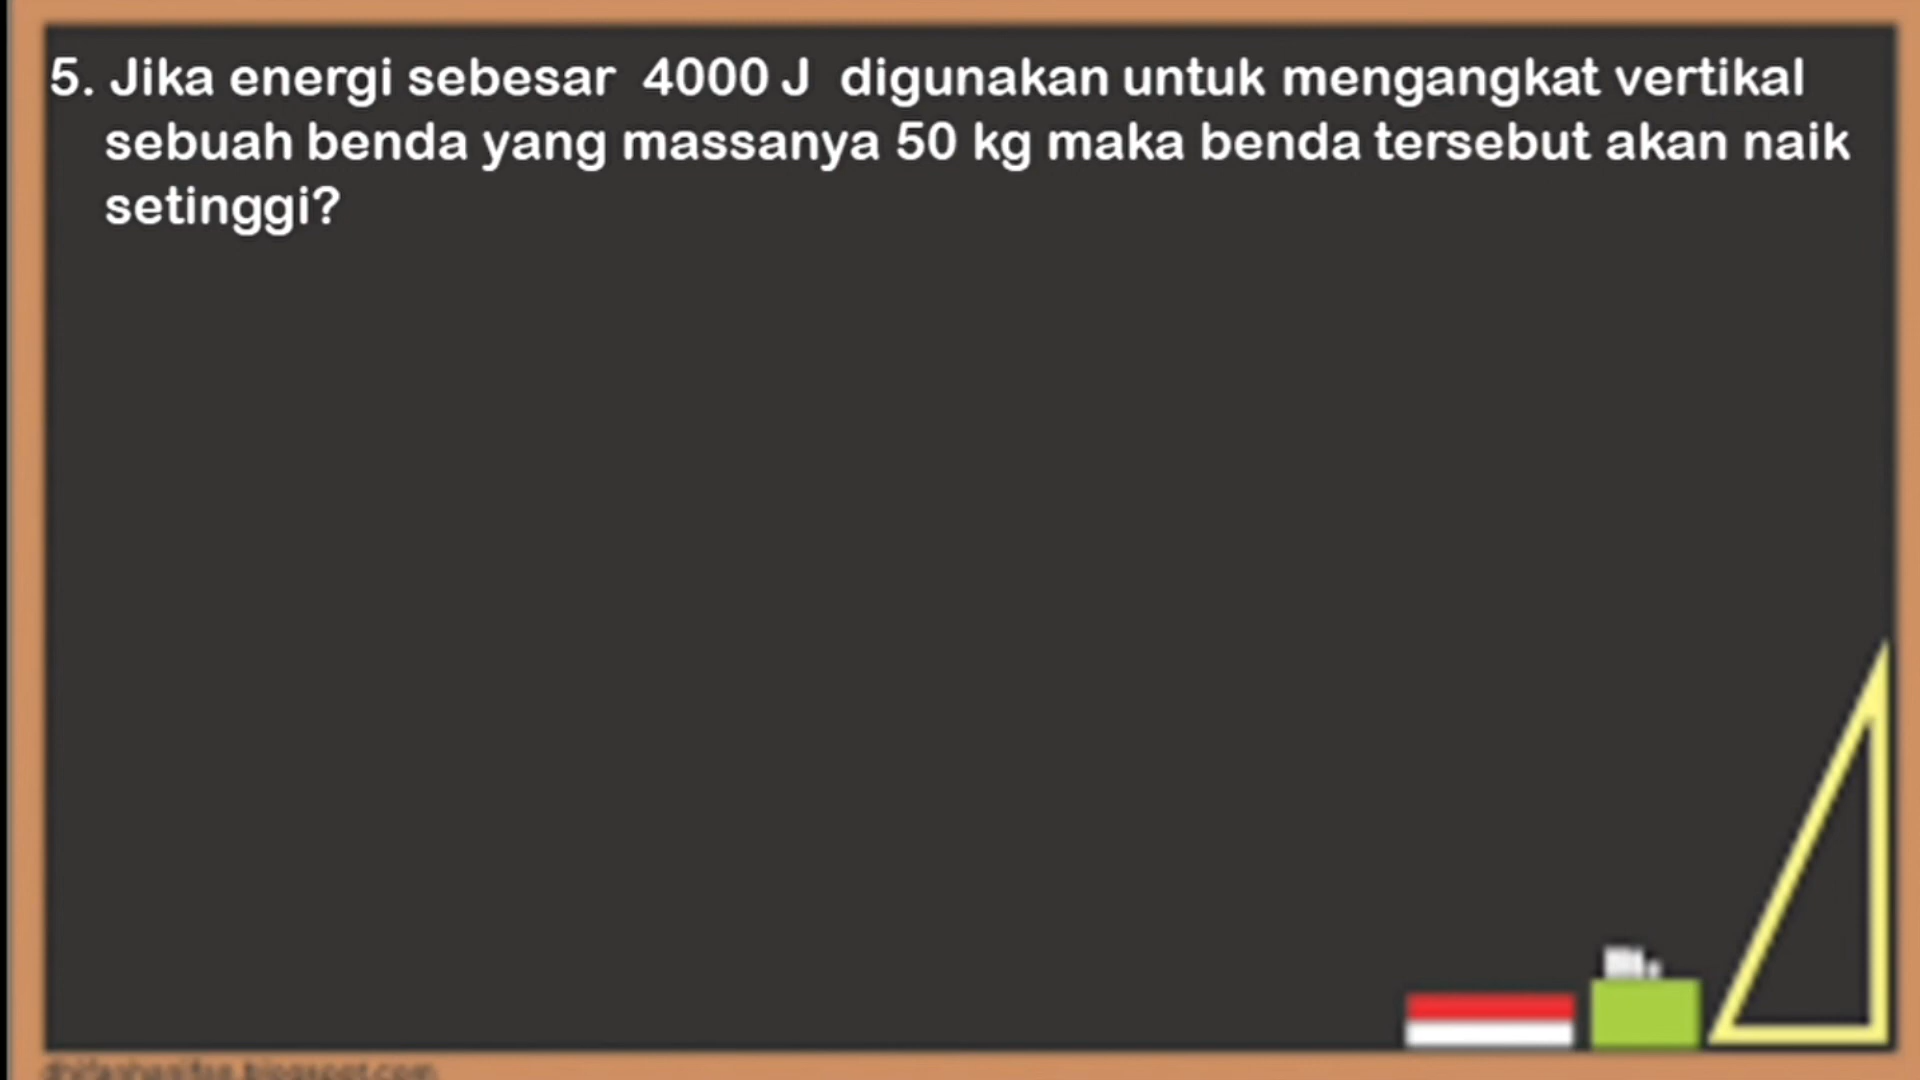 5. Jika energi sebesar 4000 J digunakan untuk mengangkat vertikal
sebuah benda yang massanya 50 kg maka benda tersebut akan naik
setinggi?